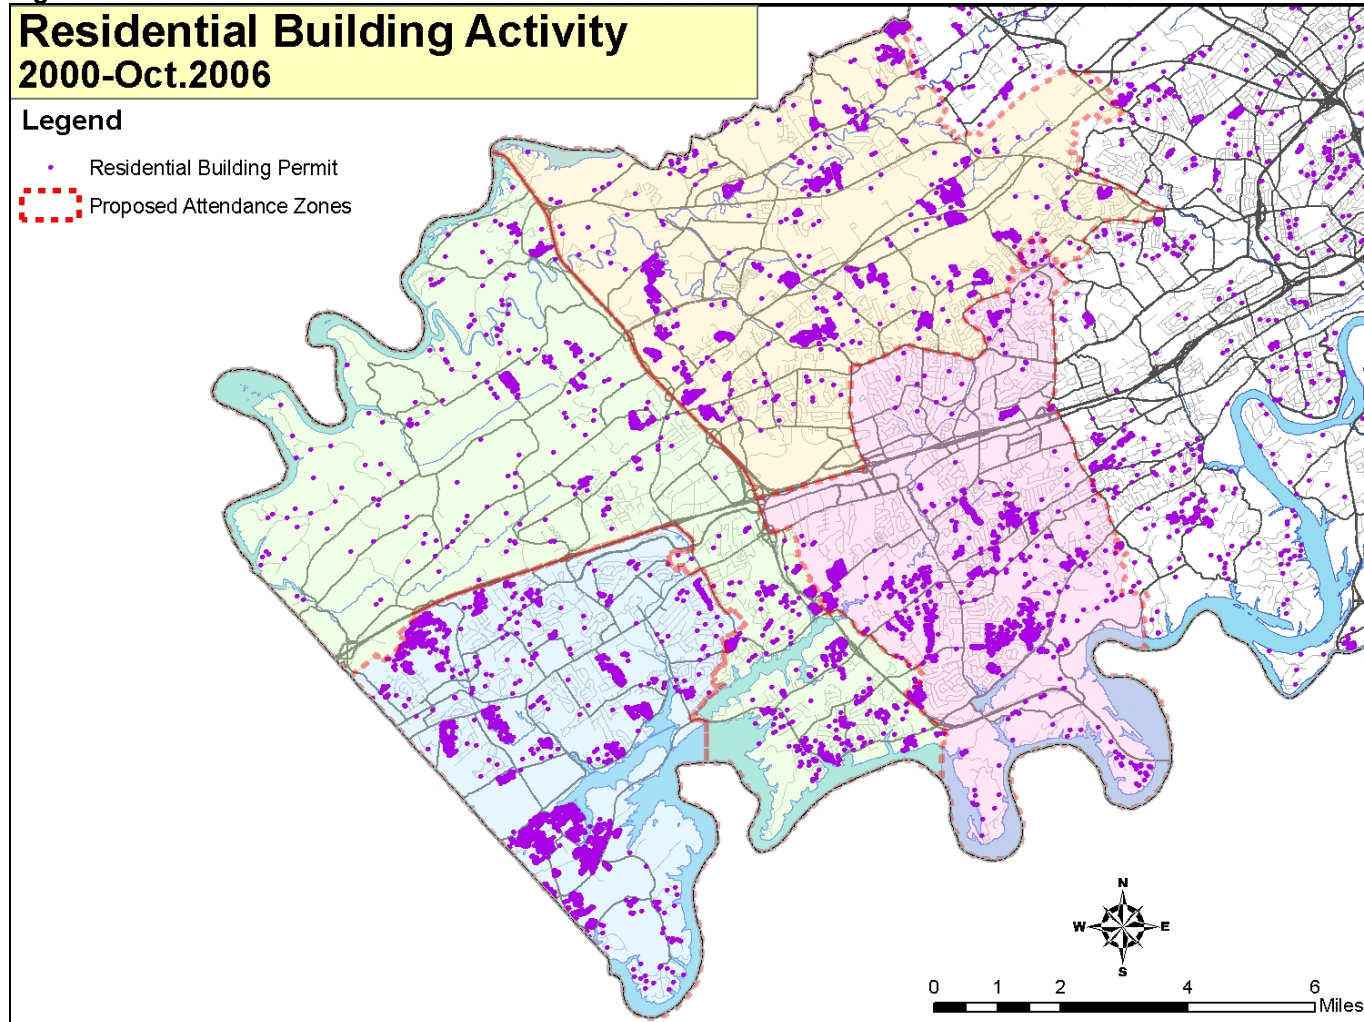 Residential Building Activity
2000-Oct.2006
Legend
Residential Building Permit
Proposed Attendance Zones
N
W E
S
0 1 2 4 6
Miles